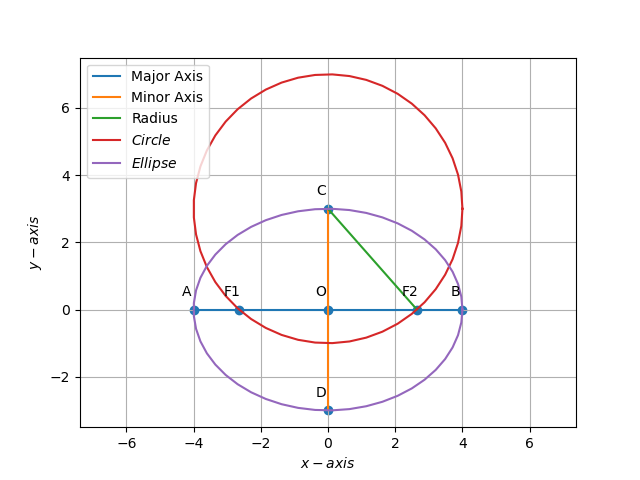 Major Axis
Minor Axis
Radius
Circle
Ellipse
6
4
2
0
−2
y − axis
C
A
F1
O
F2
B
D
−6
−4
−2
0
2
4
6
x − axis